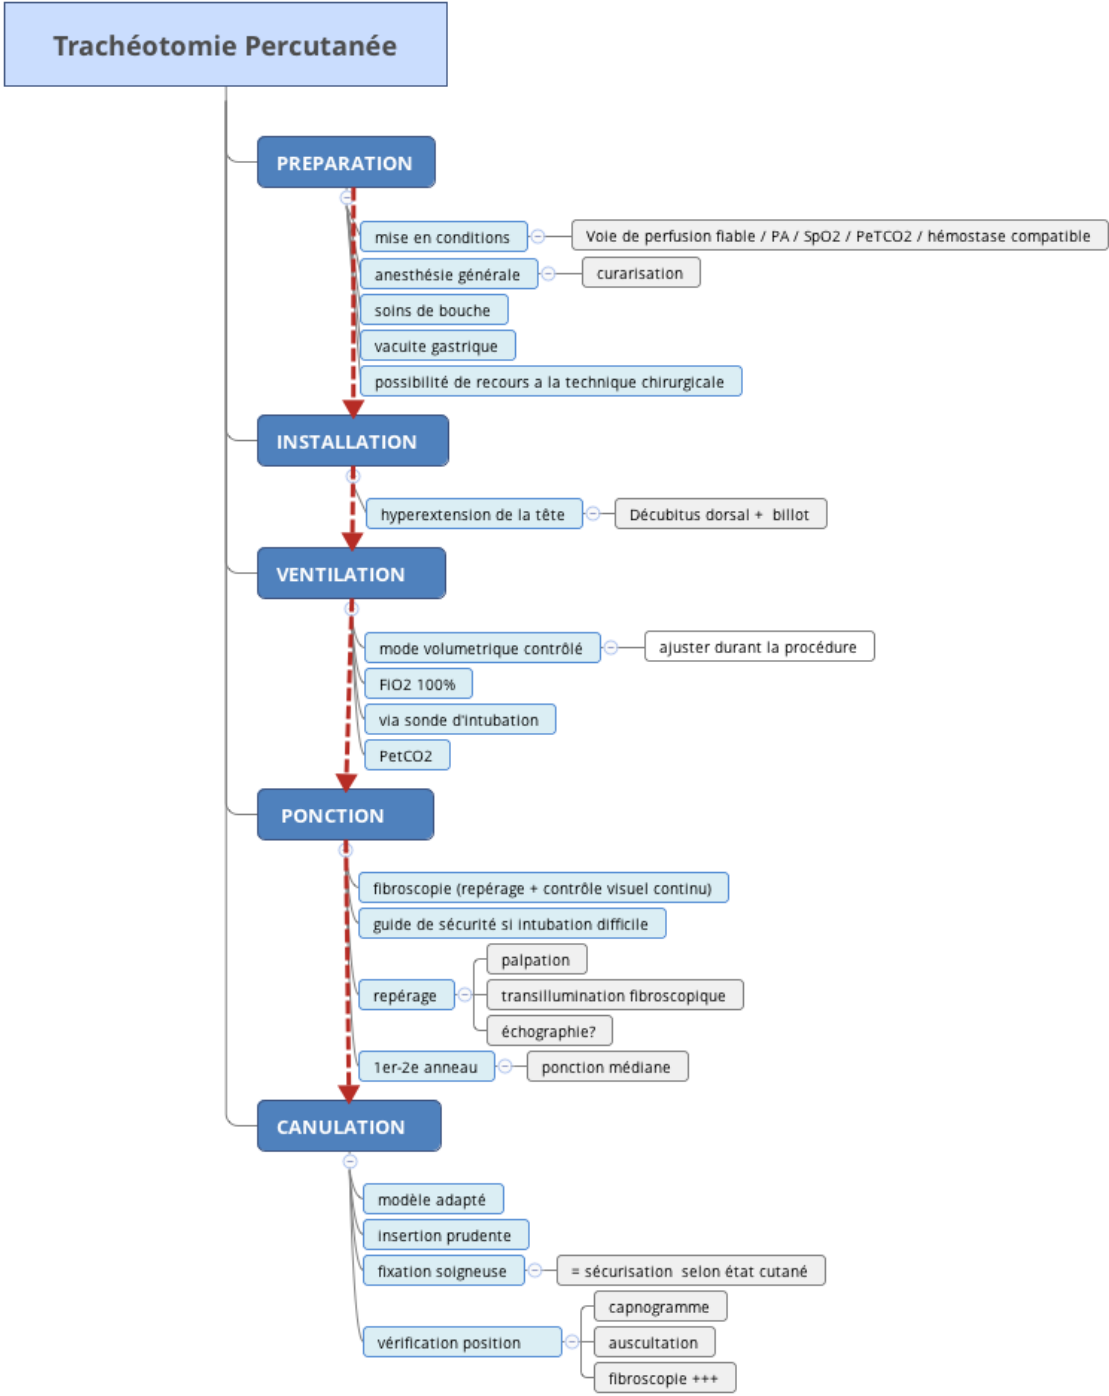 Trachéotomie Percutanée
PREPARATION
mise en conditions
Voie de perfusion fiable / PA / SpO2 / PeTCO2 / hémostase compatible
anesthésie générale
curarisation
soins de bouche
vacuite gastrique
possibilité de recours a la technique chirurgicale
INSTALLATION
hyperextension de la tête
Décubitus dorsal + billot
VENTILATION
mode volumetrique contrôlé
ajuster durant la procédure
FiO2 100%
via sonde d'intubation
PetCO2
PONCTION
fibroscopie (repérage + contrôle visuel continu)
guide de sécurité si intubation difficile
repérage
palpation
transillumination fibroscopique
échographie?
1er-2e anneau
ponction médiane
CANULATION
modèle adapté
insertion prudente
fixation soigneuse
= sécurisation selon état cutané
vérification position
capnogramme
auscultation
fibroscopie +++